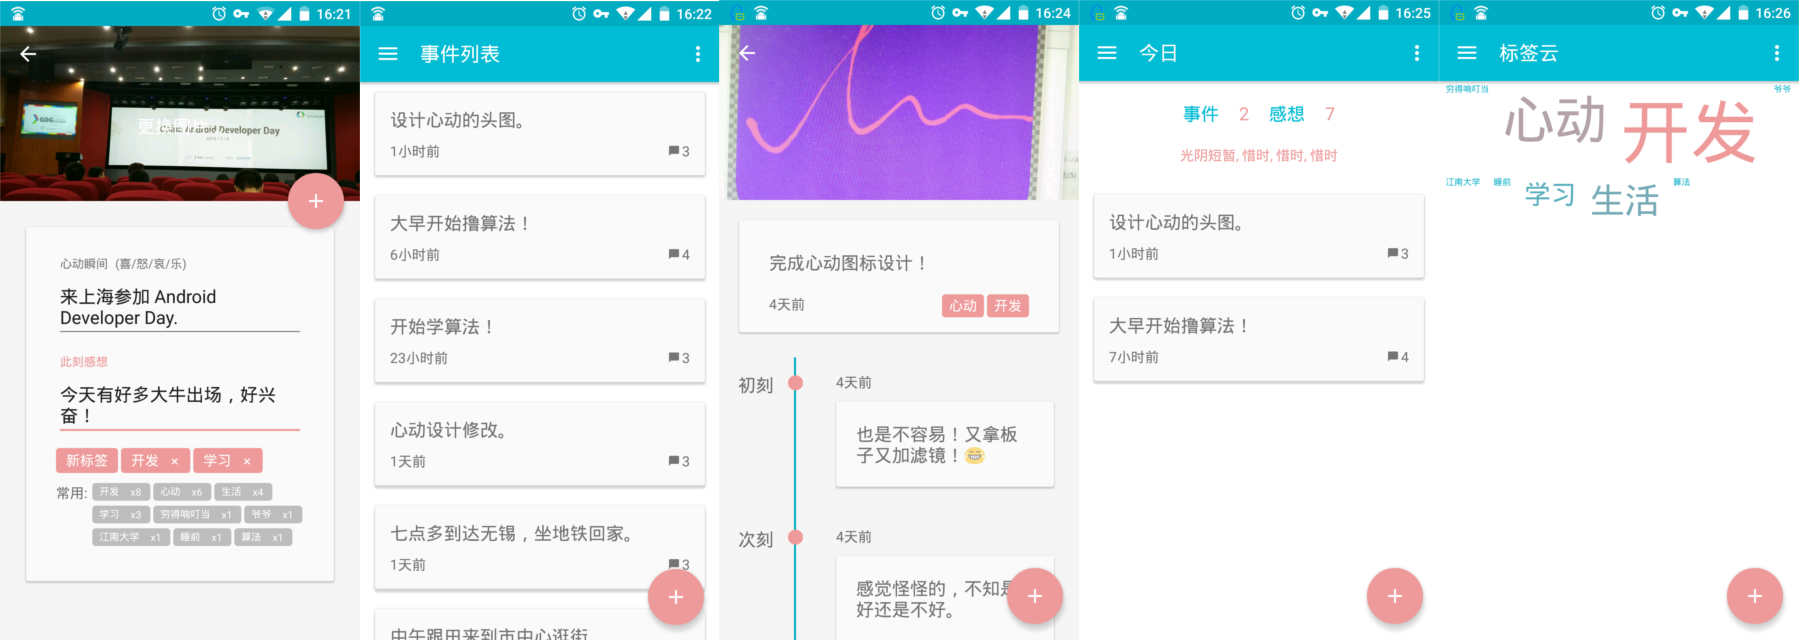 16:21
更换图片
Android Developer Day
GDG
心动瞬间 (喜/怒/哀/乐)
来上海参加 Android
Developer Day.
此刻感想
今天有好多大牛出场，好兴
奋！
新标签 开发 × 学习 ×
常用: 开发 x8 心动 x6 生活 x4
学习 x3 穷得响叮当 x1 爷爷 x1
江南大学 x1 睡前 x1 算法 x1
16:22
事件列表
设计心动的头图。
1小时前 3
大早开始撸算法！
6小时前 4
开始学算法！
23小时前 3
心动设计修改。
1天前 3
七点多到达无锡，坐地铁回家。
1天前 3
中午跟田来到市中心逛街
16:24
完成心动图标设计！
4天前 心动 开发
初刻 4天前
也是不容易！又拿板
子又加滤镜！😁
次刻 4天前
感觉怪怪的，不知是
好还是不好。
16:25
今日
事件 2 感想 7
光阴短暂, 惜时, 惜时, 惜时
设计心动的头图。
1小时前 3
大早开始撸算法！
7小时前 4
16:26
标签云
穷得响叮当 心动 开发 爷爷
江南大学 睡前 学习 生活 算法